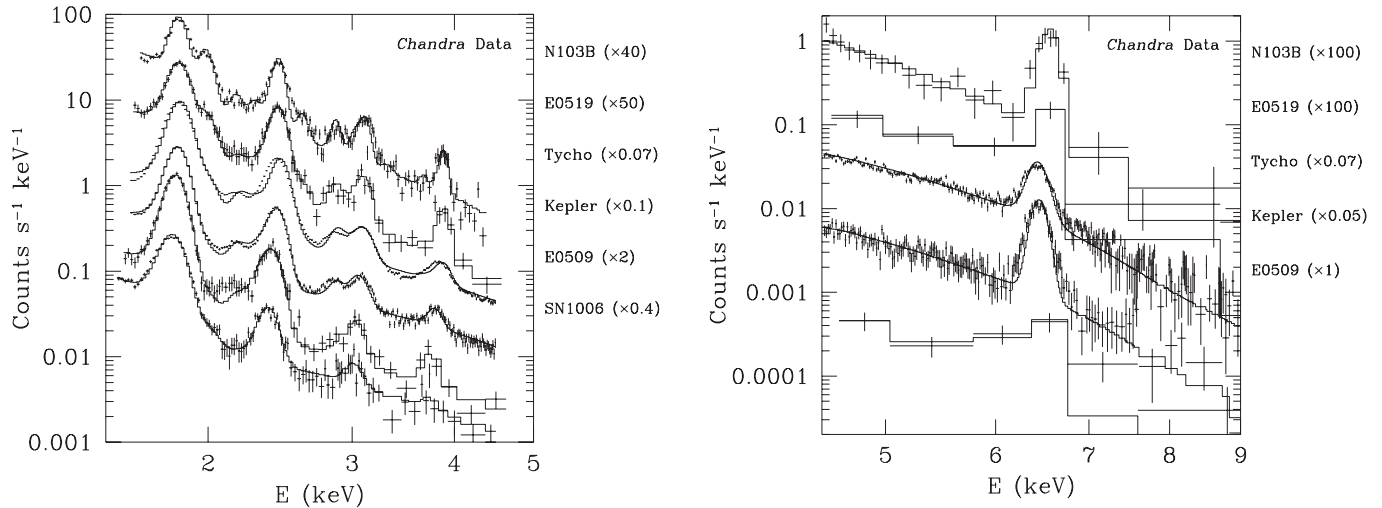 100
10
1
0.1
0.01
0.001
Counts s⁻¹ keV⁻¹
2
3
4
5
E (keV)
Chandra Data
N103B (×40)
E0519 (×50)
Tycho (×0.07)
Kepler (×0.1)
E0509 (×2)
SN1006 (×0.4)
1
0.1
0.01
0.001
0.0001
Counts s⁻¹ keV⁻¹
5
6
7
8
9
E (keV)
Chandra Data
N103B (×100)
E0519 (×100)
Tycho (×0.07)
Kepler (×0.05)
E0509 (×1)